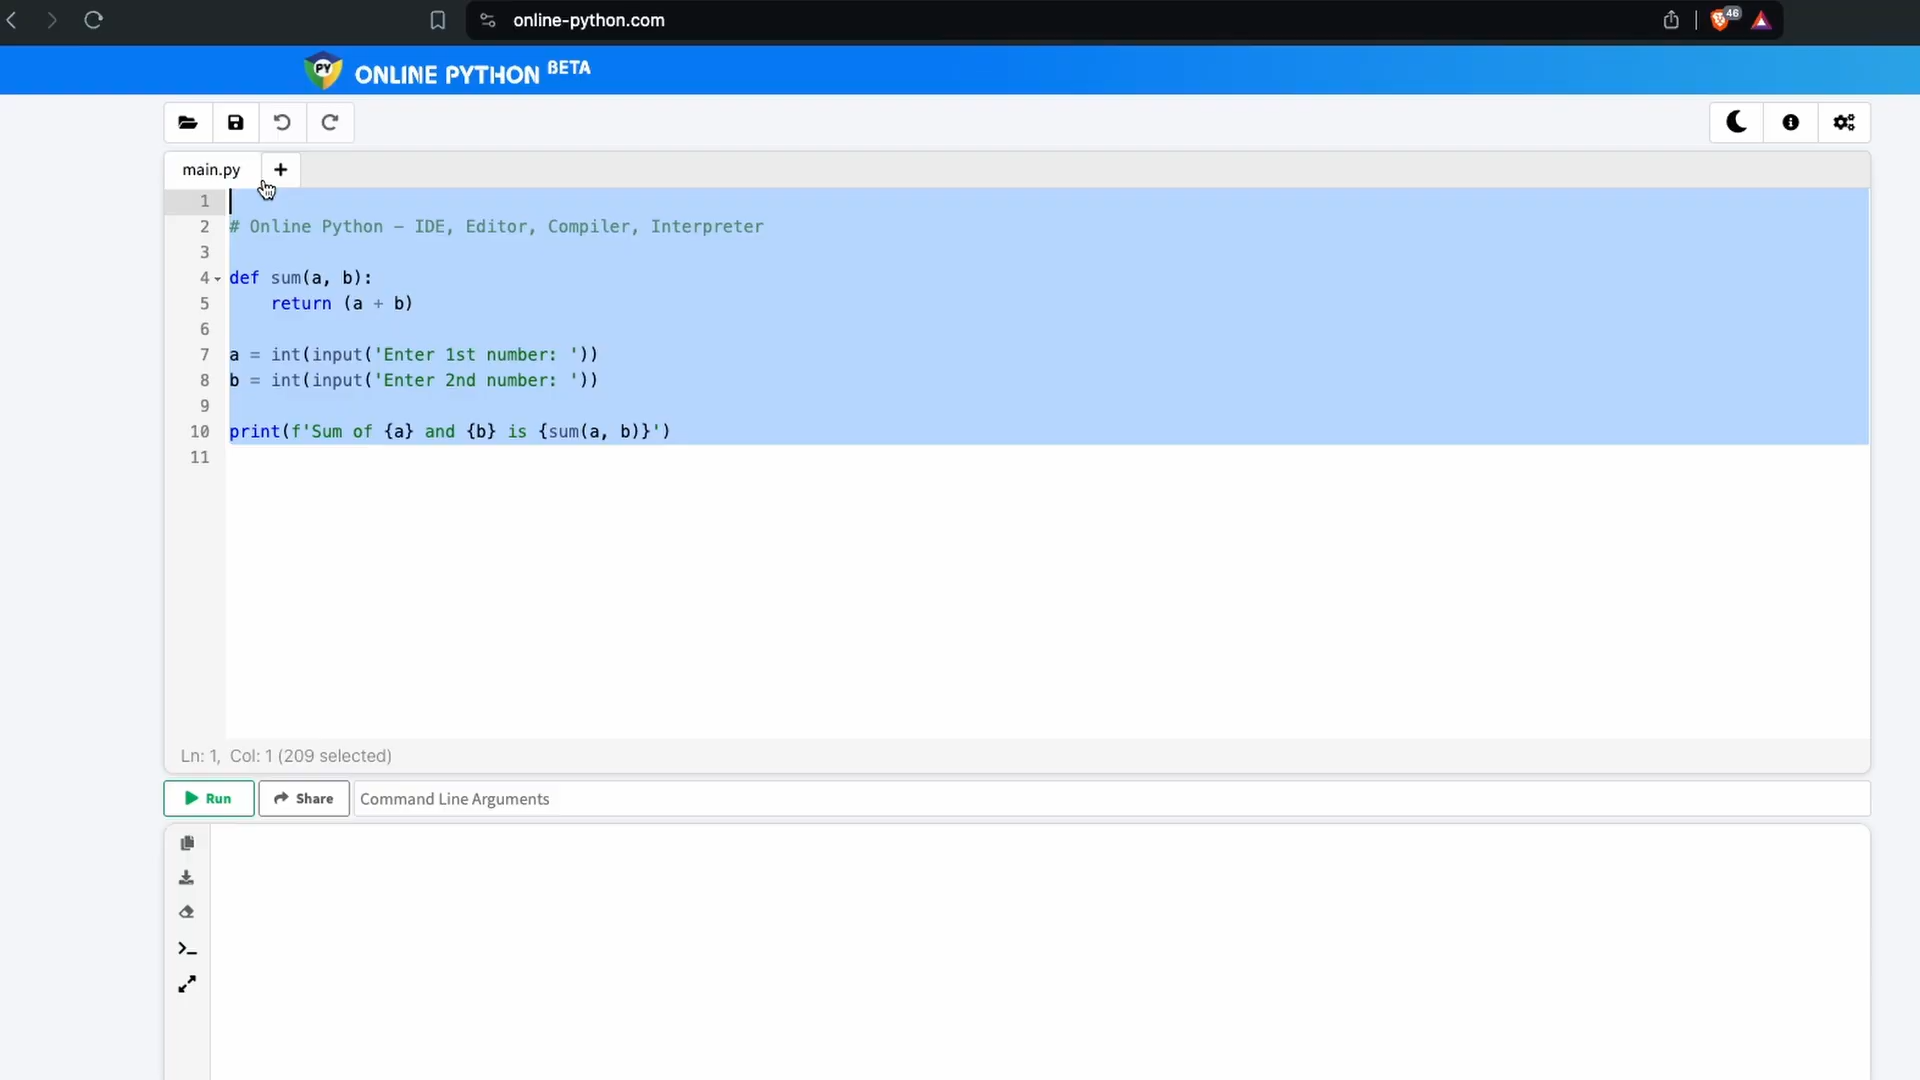 online-python.com
46
PY ONLINE PYTHON BETA
main.py +
1
2 # Online Python - IDE, Editor, Compiler, Interpreter
3
4 def sum(a, b):
5     return (a + b)
6
7 a = int(input('Enter 1st number: '))
8 b = int(input('Enter 2nd number: '))
9
10 print(f'Sum of {a} and {b} is {sum(a, b)}')
11
Ln: 1, Col: 1 (209 selected)
Run Share Command Line Arguments